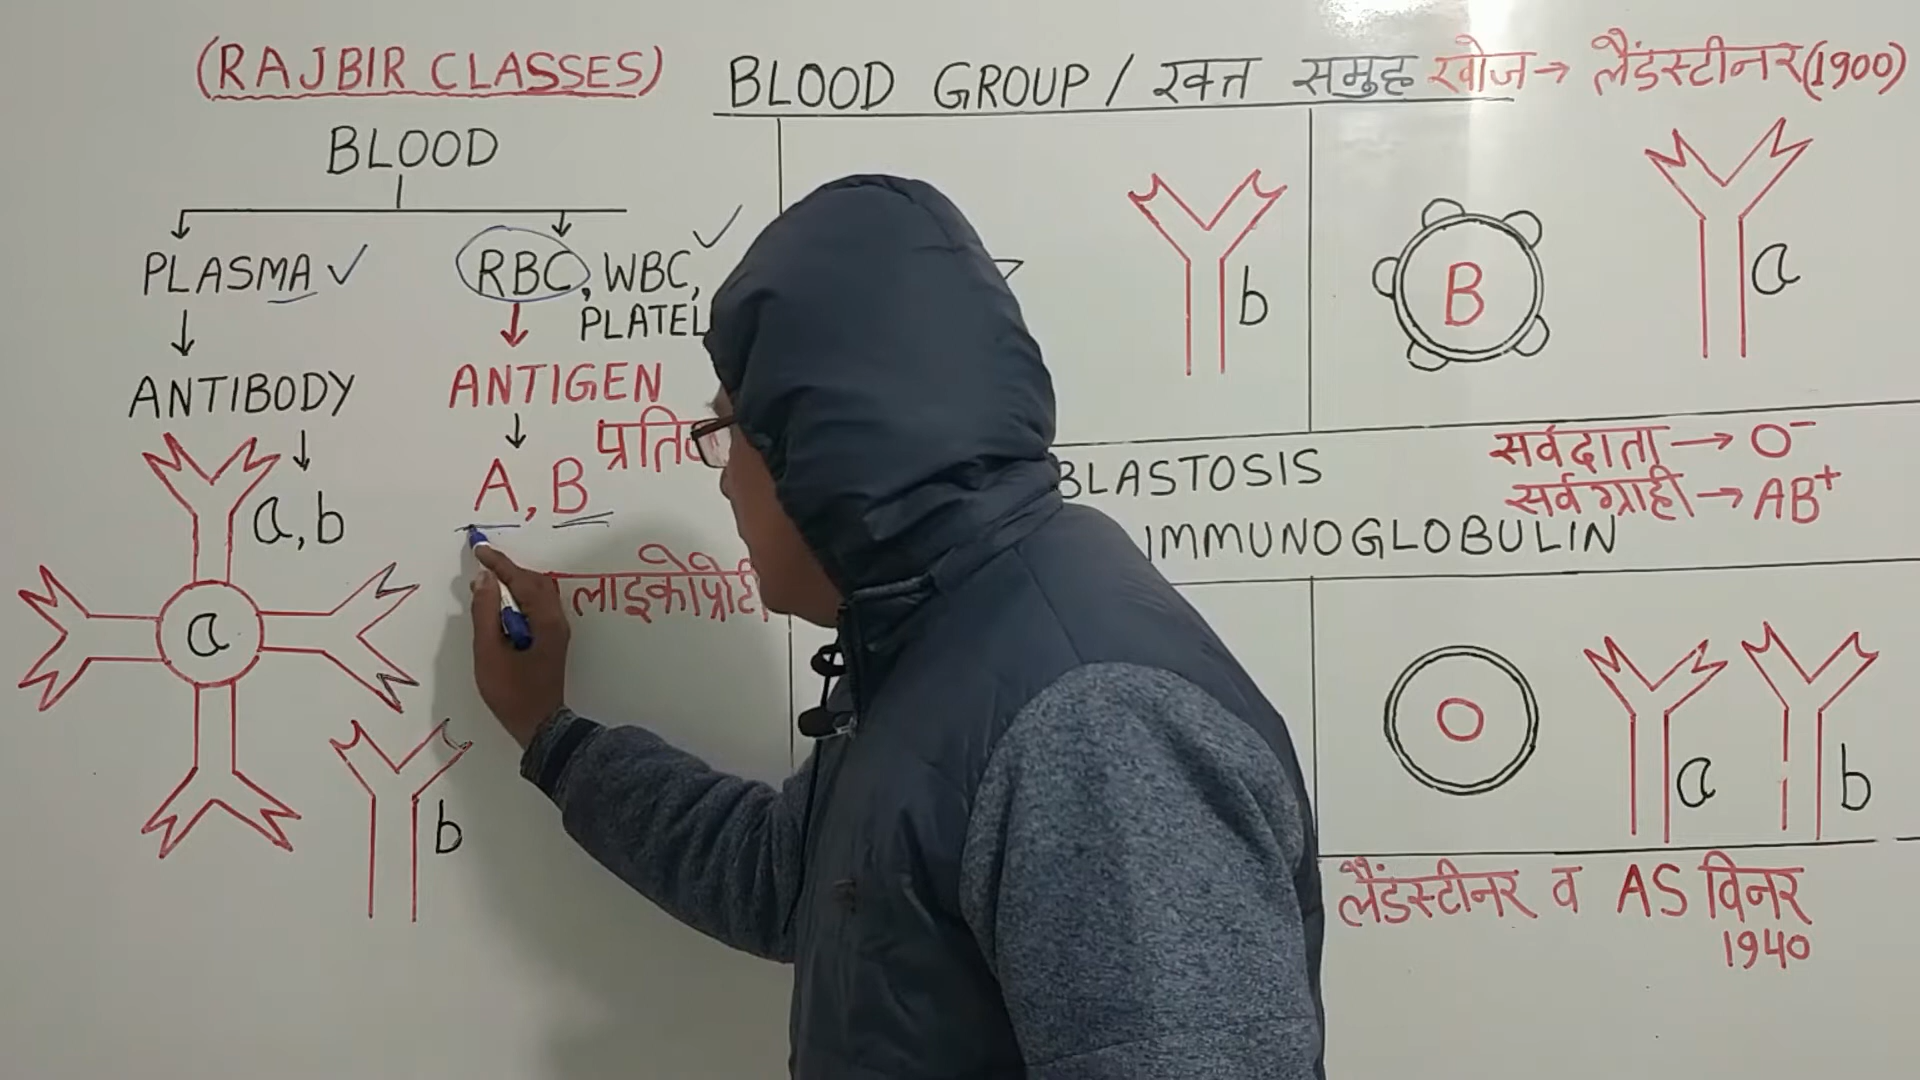 (RAJBIR CLASSES)
BLOOD GROUP / रक्त समुह खोज→ लैंडस्टीनर(1900)
BLOOD
PLASMA ✓
RBC, WBC, ✓
PLATEL
ANTIBODY
ANTIGEN
a, b
A, B
a
b
b
B
a
सर्वदाता → O⁻
सर्वग्राही → AB⁺
BLASTOSIS
IMMUNOGLOBULIN
O
a
b
लैंडस्टीनर व AS विनर
1940